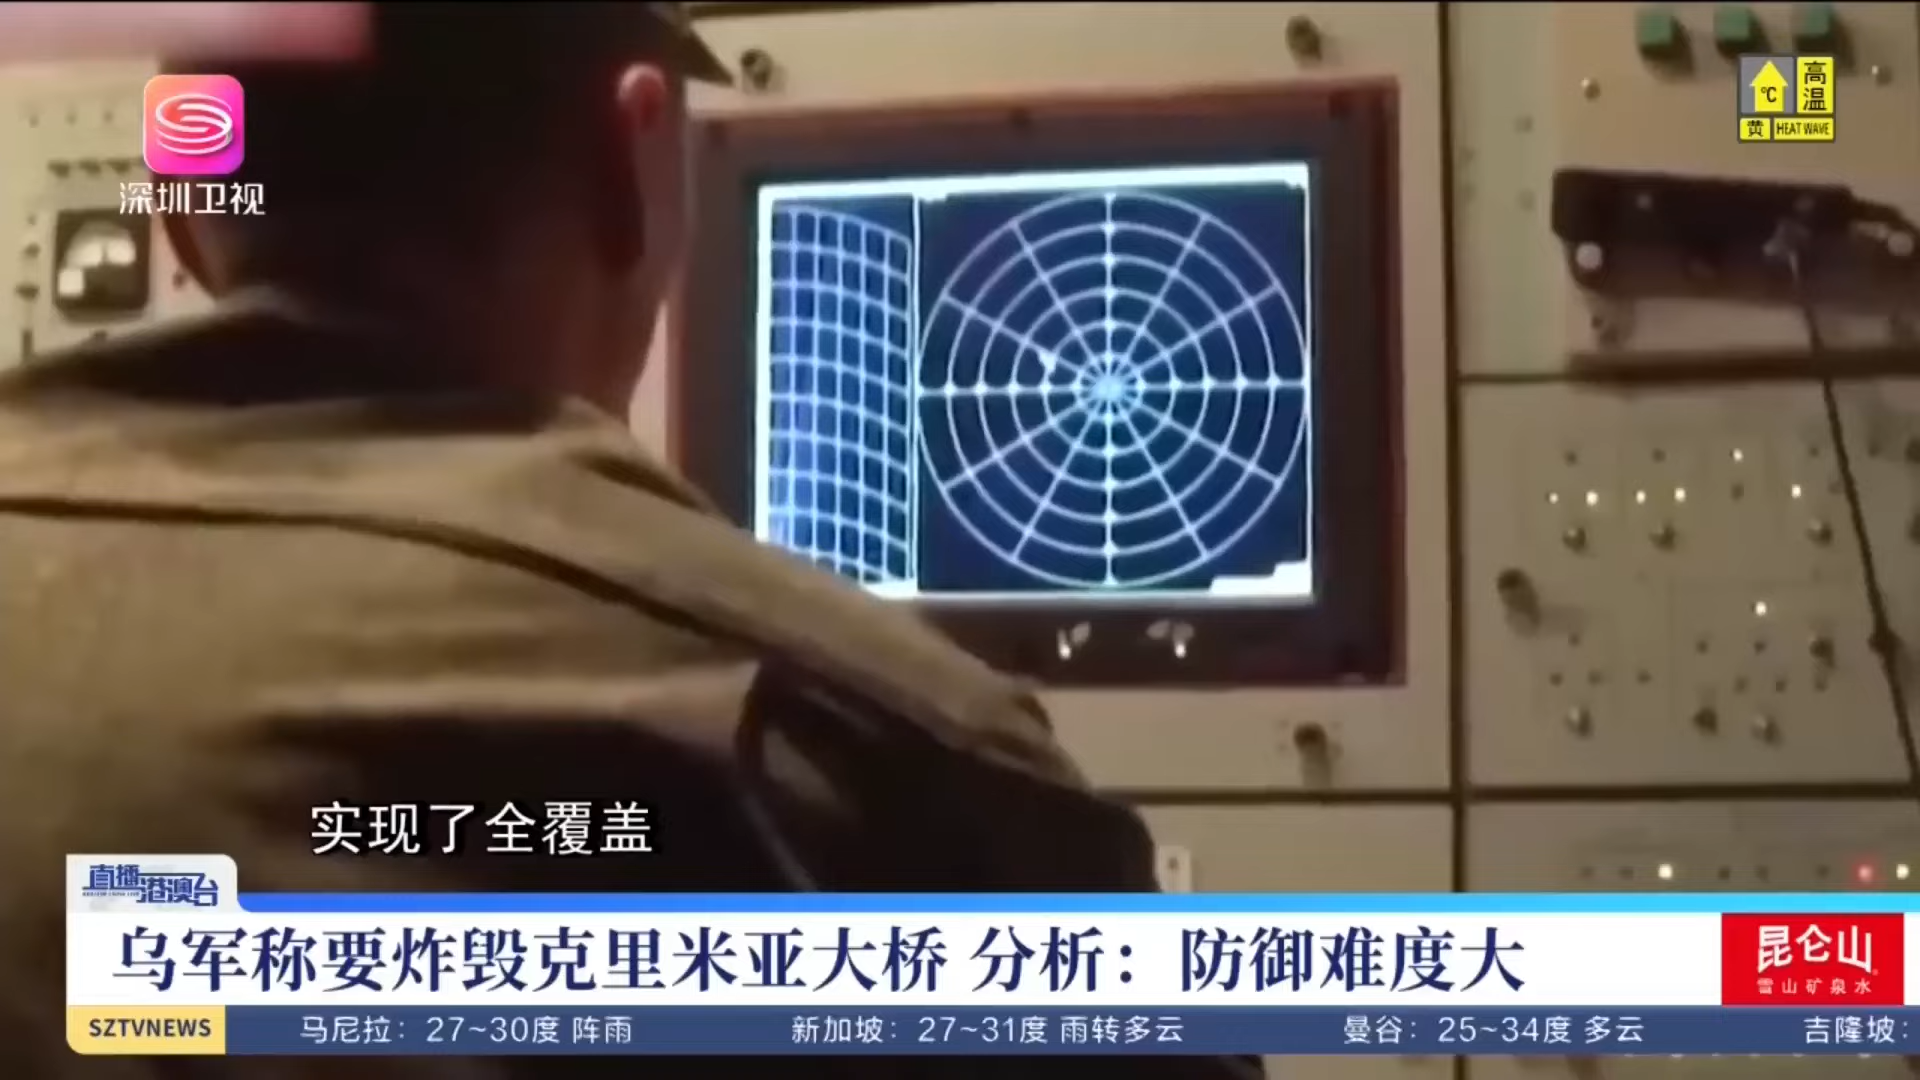 深圳卫视
℃
高温
黄 HEAT WAVE
实现了全覆盖
直播港澳台
乌军称要炸毁克里米亚大桥 分析：防御难度大
昆仑山
雪山矿泉水
SZTVNEWS
马尼拉：27~30度 阵雨 新加坡：27~31度 雨转多云 曼谷：25~34度 多云 吉隆坡：